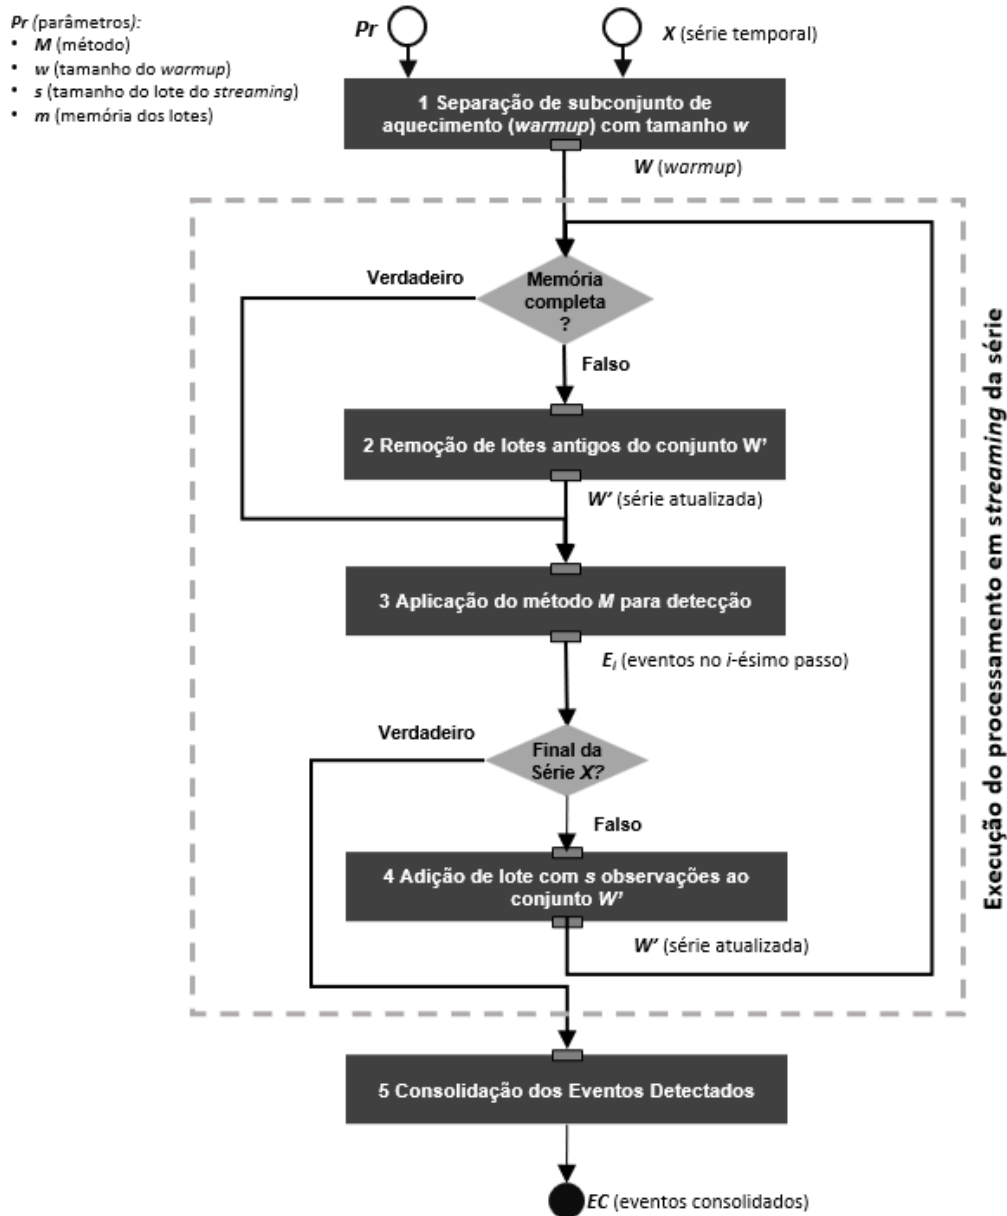 Pr (parâmetros):
• M (método)
• w (tamanho do warmup)
• s (tamanho do lote do streaming)
• m (memória dos lotes)
Pr
X (série temporal)
1 Separação de subconjunto de
aquecimento (warmup) com tamanho w
W (warmup)
Verdadeiro
Memória
completa
?
Falso
2 Remoção de lotes antigos do conjunto W’
W’ (série atualizada)
3 Aplicação do método M para detecção
Ei (eventos no i-ésimo passo)
Verdadeiro
Final da
Série X?
Falso
4 Adição de lote com s observações ao
conjunto W’
W’ (série atualizada)
Execução do processamento em streaming da série
5 Consolidação dos Eventos Detectados
EC (eventos consolidados)